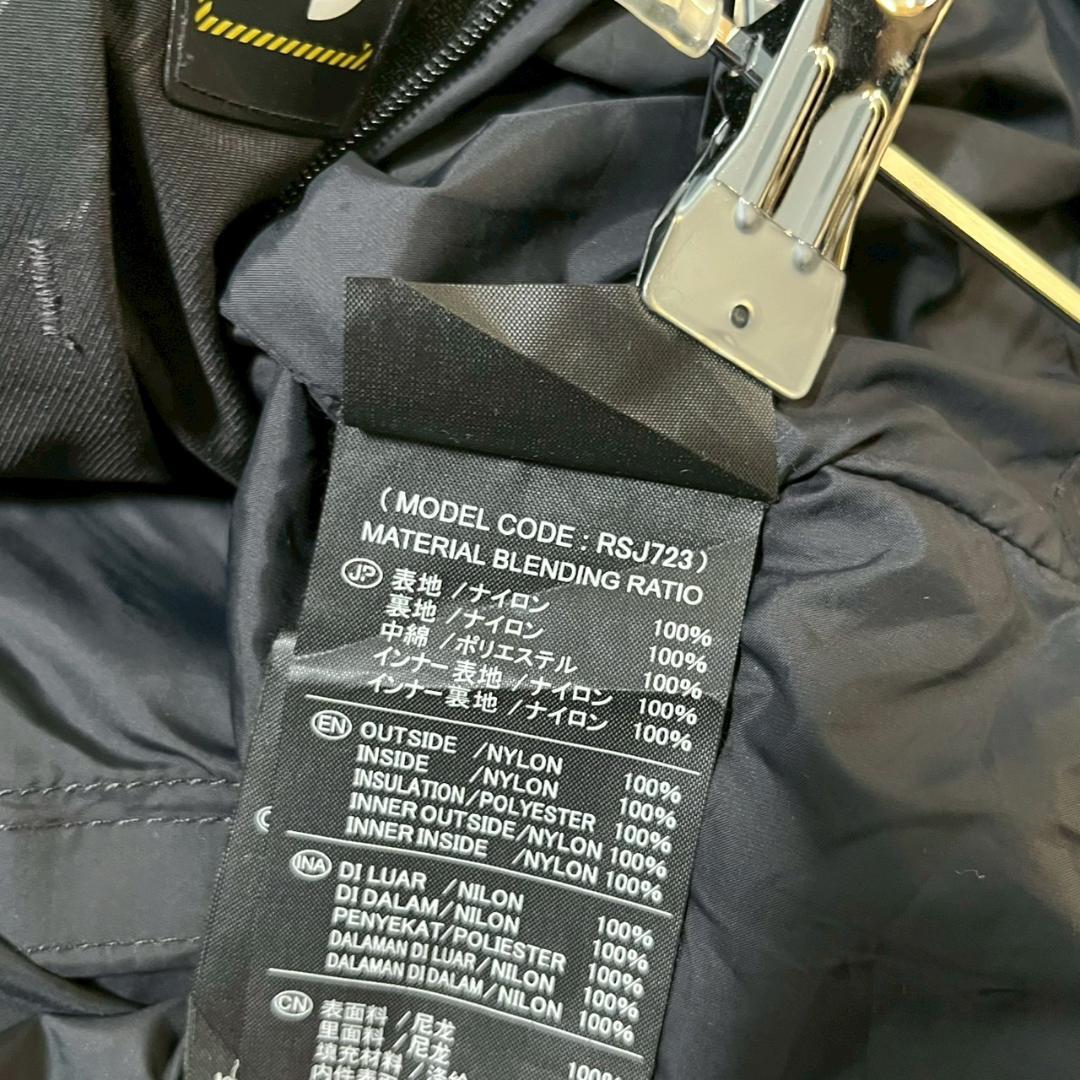 ( MODEL CODE : RSJ723 )
MATERIAL BLENDING RATIO
JP 表地 /ナイロン 100%
裏地 /ナイロン 100%
中綿 /ポリエステル 100%
インナー表地 /ナイロン 100%
インナー裏地 /ナイロン 100%
EN OUTSIDE /NYLON 100%
INSIDE /NYLON 100%
INSULATION/POLYESTER 100%
INNER OUTSIDE/NYLON 100%
INNER INSIDE /NYLON 100%
INA DI LUAR /NILON 100%
DI DALAM/NILON 100%
PENYEKAT/POLIESTER 100%
DALAMAN DI LUAR/NILON 100%
DALAMAN DI DALAM/NILON 100%
CN 表面料 /尼龙 100%
里面料 /尼龙
填充材料